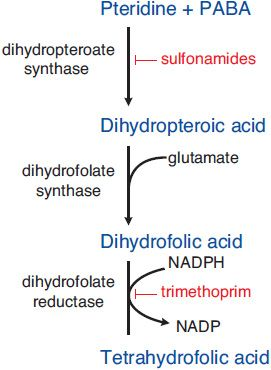 Pteridine + PABA
dihydropteroate
synthase
sulfonamides
Dihydropteroic acid
glutamate
dihydrofolate
synthase
Dihydrofolic acid
NADPH
dihydrofolate
reductase
trimethoprim
NADP
Tetrahydrofolic acid